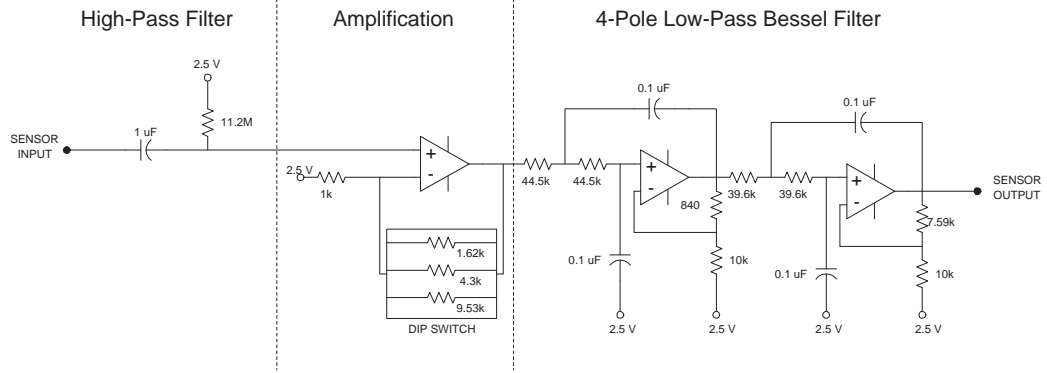 High-Pass Filter
Amplification
4-Pole Low-Pass Bessel Filter
2.5 V
11.2M
1 uF
SENSOR
INPUT
2.5 V
1k
+
-
1.62k
4.3k
9.53k
DIP SWITCH
0.1 uF
44.5k
44.5k
+
-
840
10k
0.1 uF
2.5 V
2.5 V
0.1 uF
39.6k
39.6k
+
-
7.59k
10k
0.1 uF
2.5 V
2.5 V
SENSOR
OUTPUT